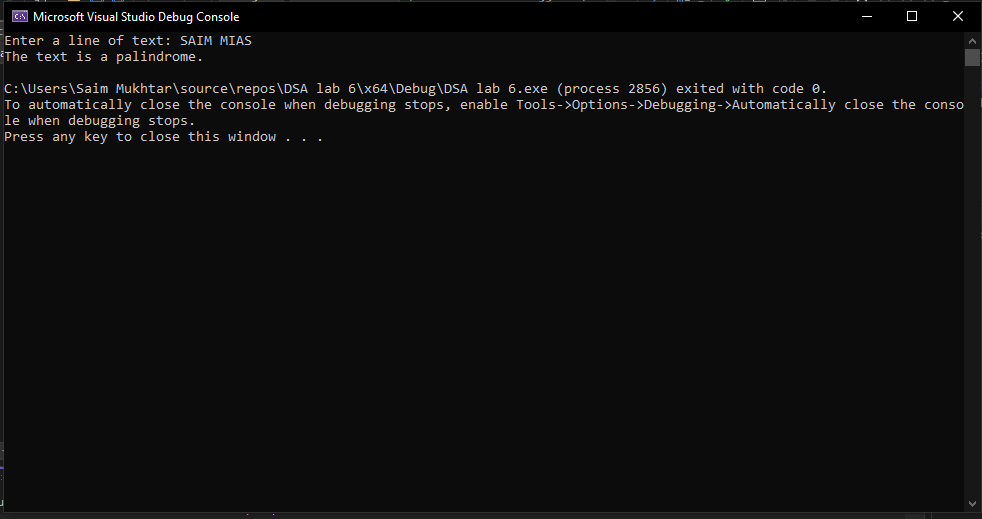 Microsoft Visual Studio Debug Console
Enter a line of text: SAIM MIAS
The text is a palindrome.
C:\Users\Saim Mukhtar\source\repos\DSA lab 6\x64\Debug\DSA lab 6.exe (process 2856) exited with code 0.
To automatically close the console when debugging stops, enable Tools->Options->Debugging->Automatically close the conso
le when debugging stops.
Press any key to close this window . . .